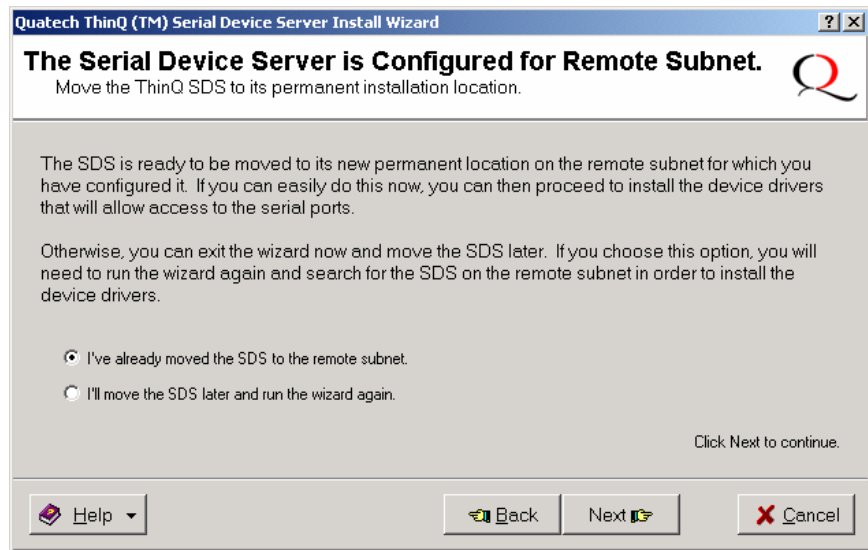 Quatech ThinQ (TM) Serial Device Server Install Wizard
The Serial Device Server is Configured for Remote Subnet.
Move the ThinQ SDS to its permanent installation location.
The SDS is ready to be moved to its new permanent location on the remote subnet for which you
have configured it. If you can easily do this now, you can then proceed to install the device drivers
that will allow access to the serial ports.
Otherwise, you can exit the wizard now and move the SDS later. If you choose this option, you will
need to run the wizard again and search for the SDS on the remote subnet in order to install the
device drivers.
I've already moved the SDS to the remote subnet.
I'll move the SDS later and run the wizard again.
Click Next to continue.
Help
Back
Next
Cancel